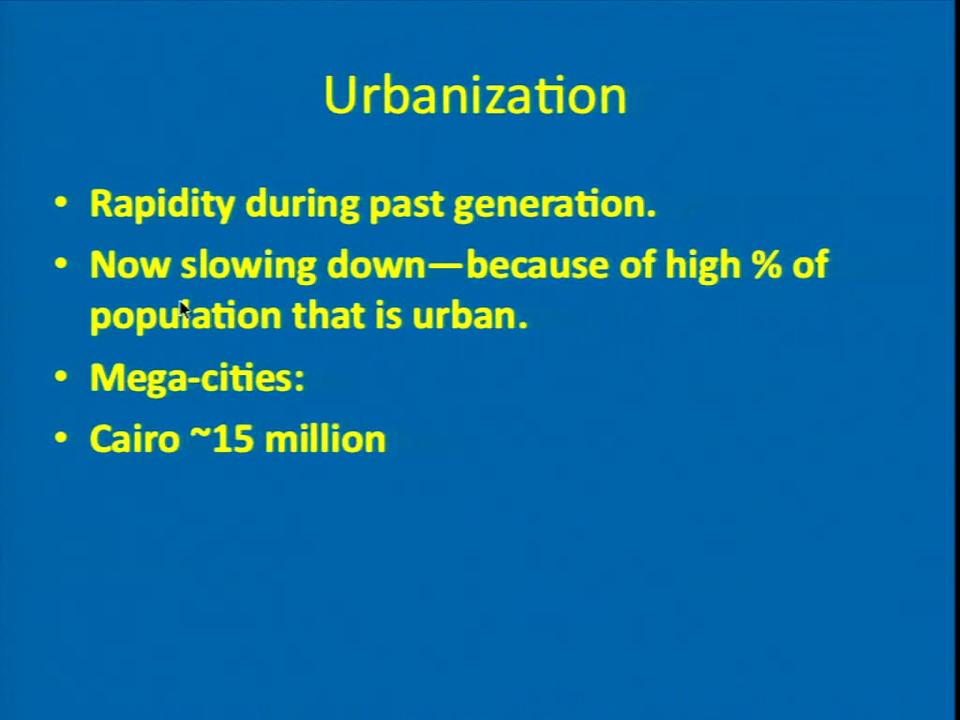 Urbanization
• Rapidity during past generation.
• Now slowing down—because of high % of
population that is urban.
• Mega-cities:
• Cairo ~15 million